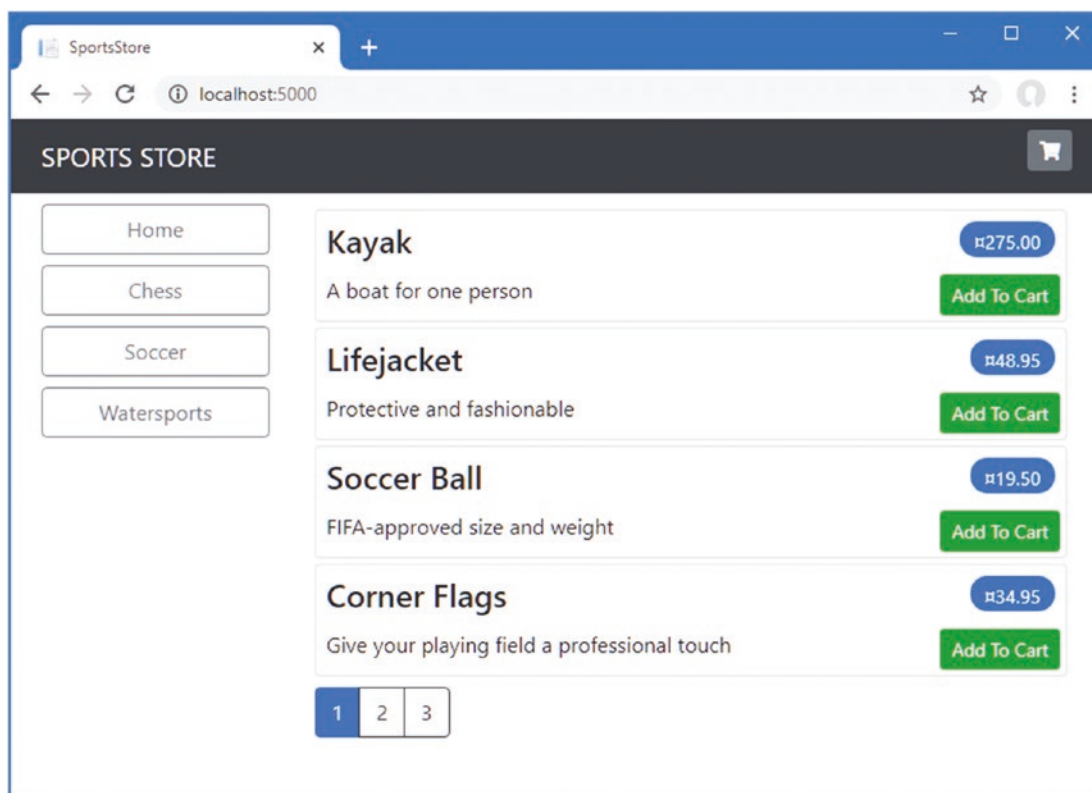 SportsStore
localhost:5000
SPORTS STORE
Home
Chess
Soccer
Watersports
Kayak
¤275.00
A boat for one person
Add To Cart
Lifejacket
¤48.95
Protective and fashionable
Add To Cart
Soccer Ball
¤19.50
FIFA-approved size and weight
Add To Cart
Corner Flags
¤34.95
Give your playing field a professional touch
Add To Cart
1 2 3